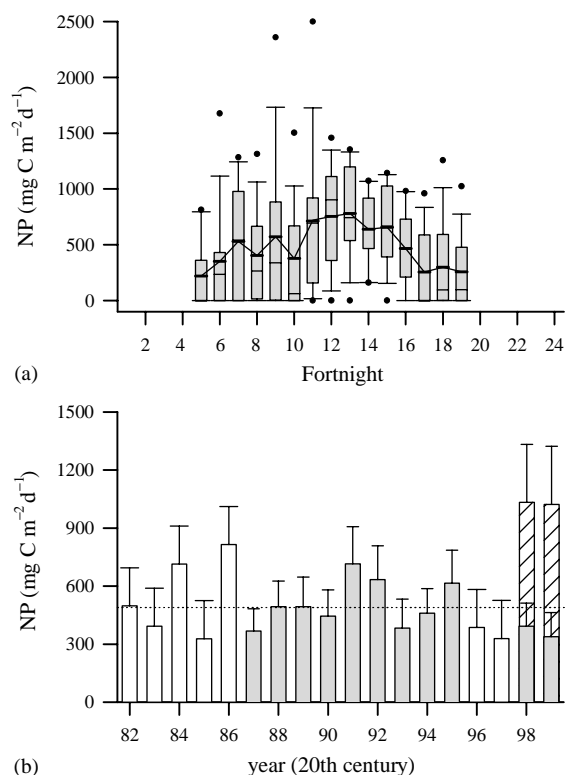 2500
2000
1500
1000
500
0
NP (mg C m⁻² d⁻¹)
2 4 6 8 10 12 14 16 18 20 22 24
(a)
Fortnight
1500
1200
900
600
300
0
NP (mg C m⁻² d⁻¹)
82 84 86 88 90 92 94 96 98
(b)
year (20th century)